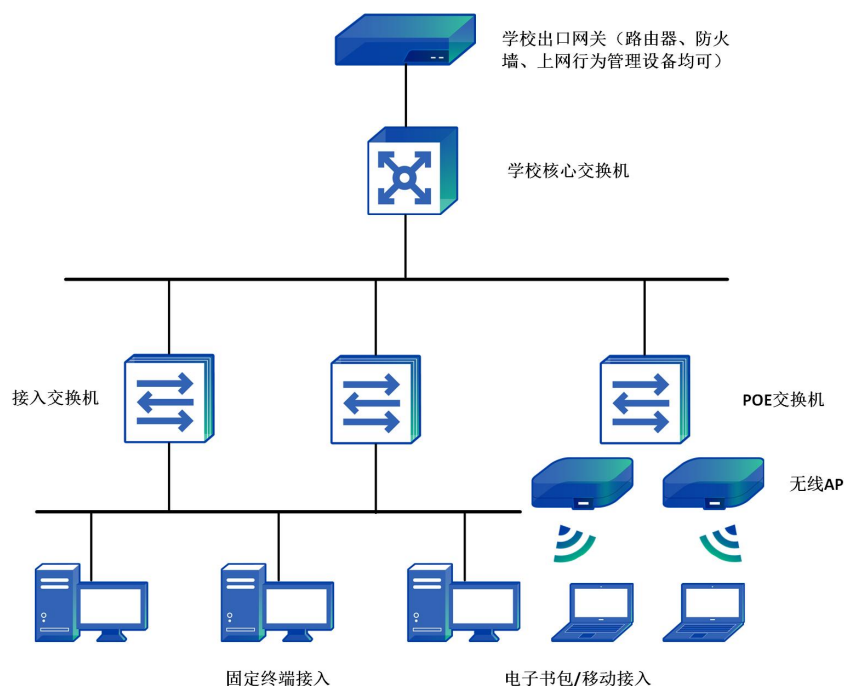 学校出口网关（路由器、防火
墙、上网行为管理设备均可）
学校核心交换机
接入交换机
POE交换机
无线AP
固定终端接入
电子书包/移动接入